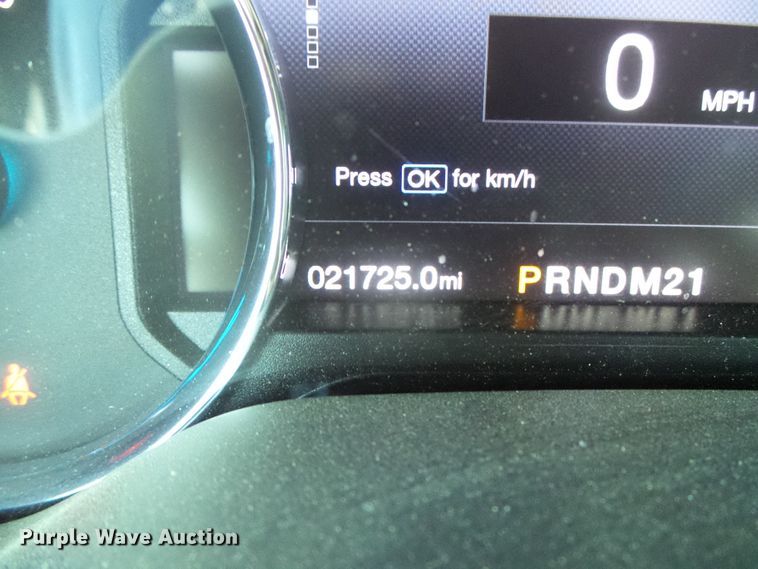 0 MPH
Press OK for km/h
021725.0mi PRNDM21
Purple Wave Auction